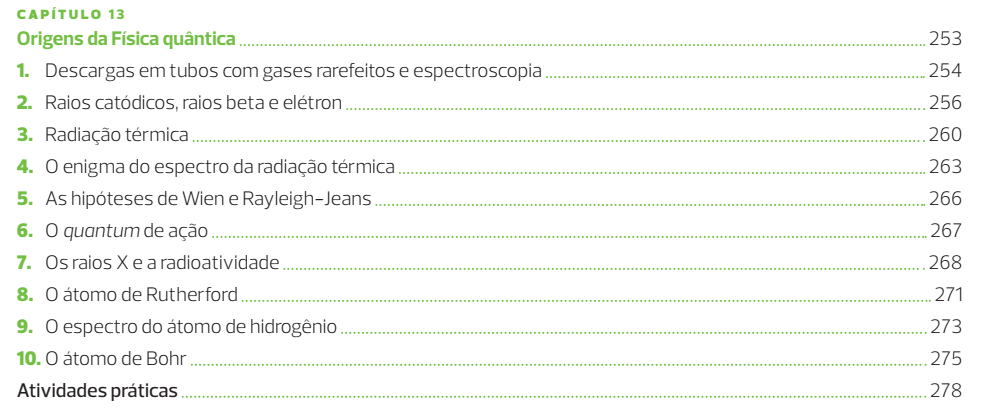 CAPÍTULO 13
Origens da Física quântica 253
1. Descargas em tubos com gases rarefeitos e espectroscopia 254
2. Raios catódicos, raios beta e elétron 256
3. Radiação térmica 260
4. O enigma do espectro da radiação térmica 263
5. As hipóteses de Wien e Rayleigh-Jeans 266
6. O quantum de ação 267
7. Os raios X e a radioatividade 268
8. O átomo de Rutherford 271
9. O espectro do átomo de hidrogênio 273
10. O átomo de Bohr 275
Atividades práticas 278